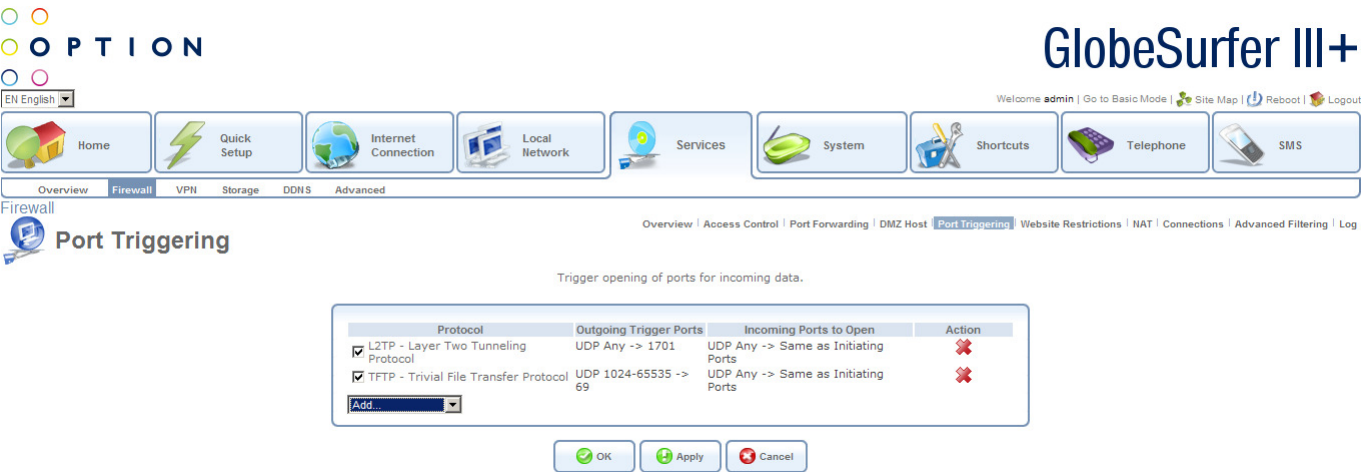 OPTION
GlobeSurfer III+
EN English
Welcome admin | Go to Basic Mode | Site Map | Reboot | Logout
Home
Quick Setup
Internet Connection
Local Network
Services
System
Shortcuts
Telephone
SMS
Overview Firewall VPN Storage DDNS Advanced
Firewall
Port Triggering
Overview | Access Control | Port Forwarding | DMZ Host | Port Triggering | Website Restrictions | NAT | Connections | Advanced Filtering | Log
Trigger opening of ports for incoming data.
Protocol Outgoing Trigger Ports Incoming Ports to Open Action
L2TP - Layer Two Tunneling Protocol UDP Any -> 1701 UDP Any -> Same as Initiating Ports
TFTP - Trivial File Transfer Protocol UDP 1024-65535 -> 69 UDP Any -> Same as Initiating Ports
Add...
OK Apply Cancel